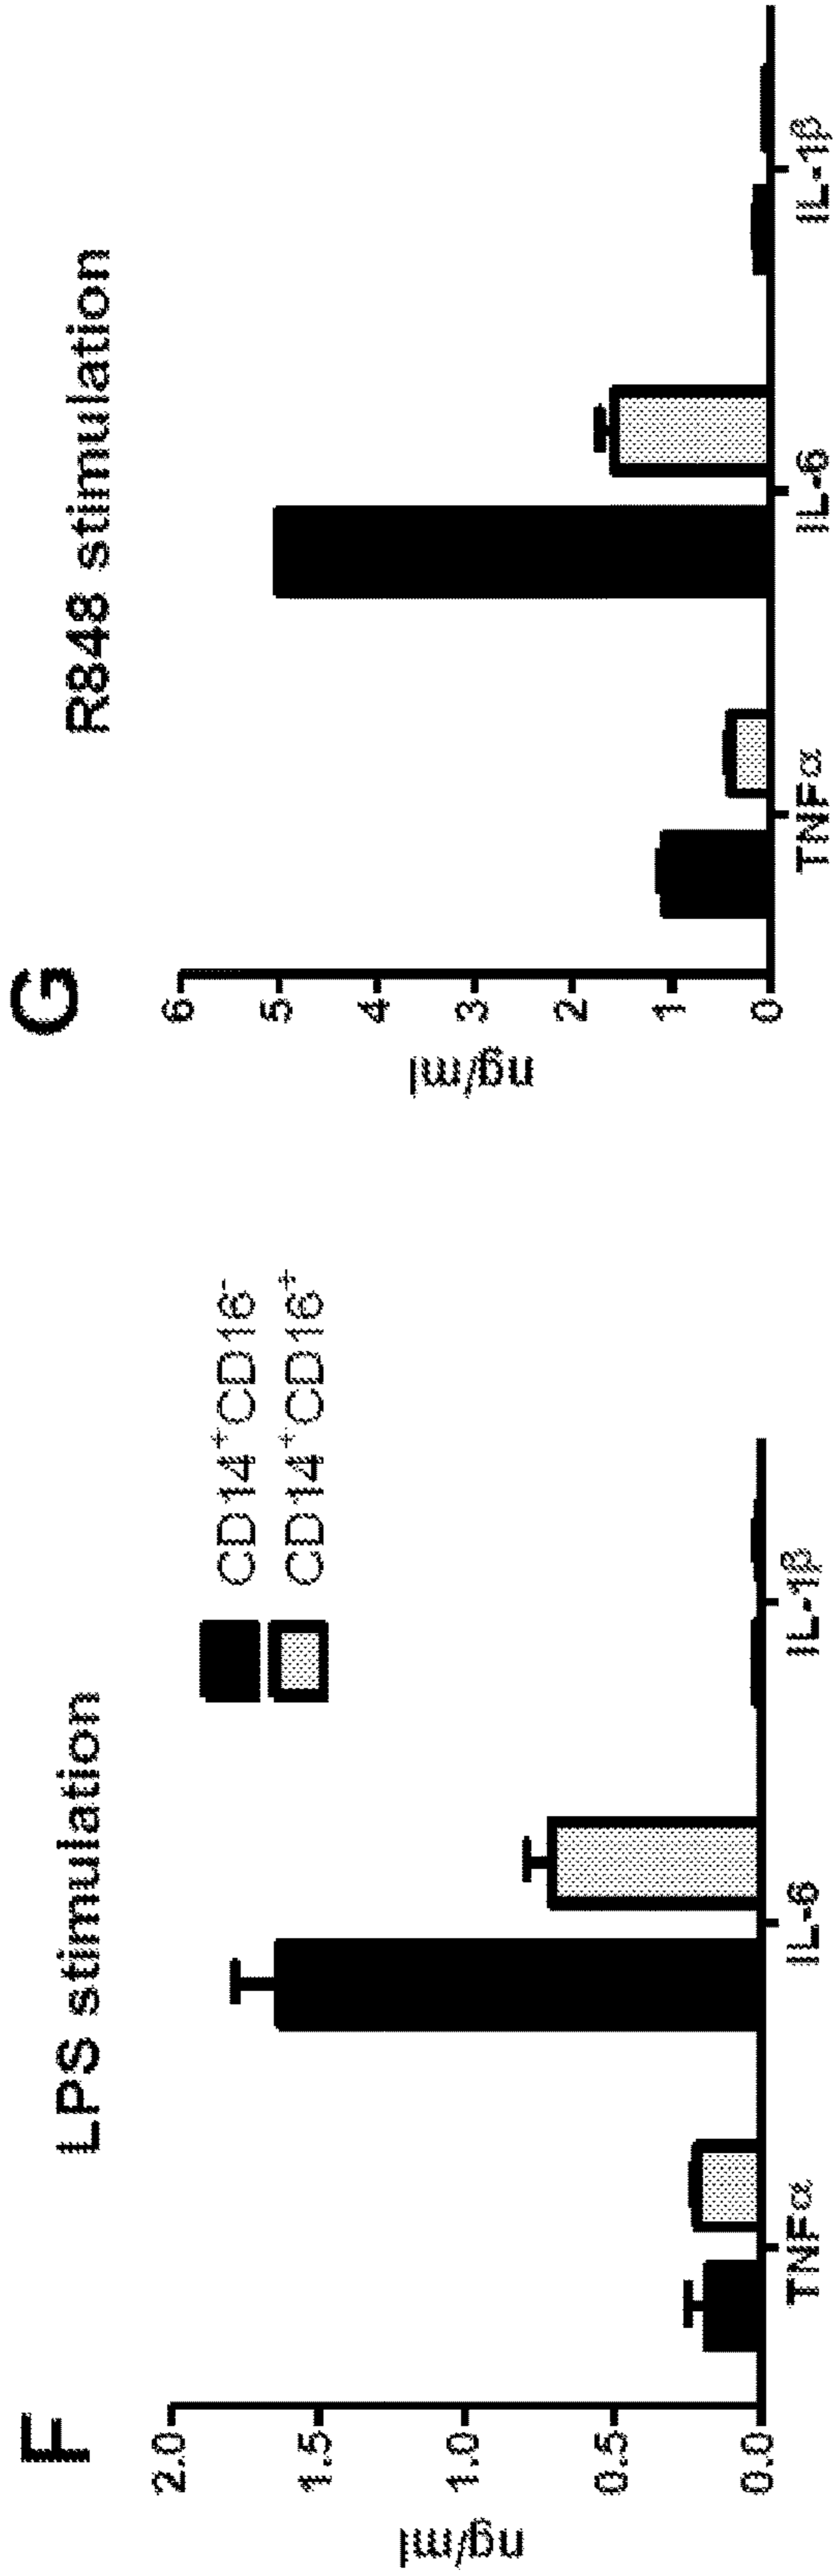 F
LPS stimulation
ng/ml
2.0
1.5
1.0
0.5
0.0
TNFα
IL-6
IL-1β
CD14⁺CD16⁻
CD14⁺CD16⁺
G
R848 stimulation
ng/ml
6
5
4
3
2
1
0
TNFα
IL-6
IL-1β